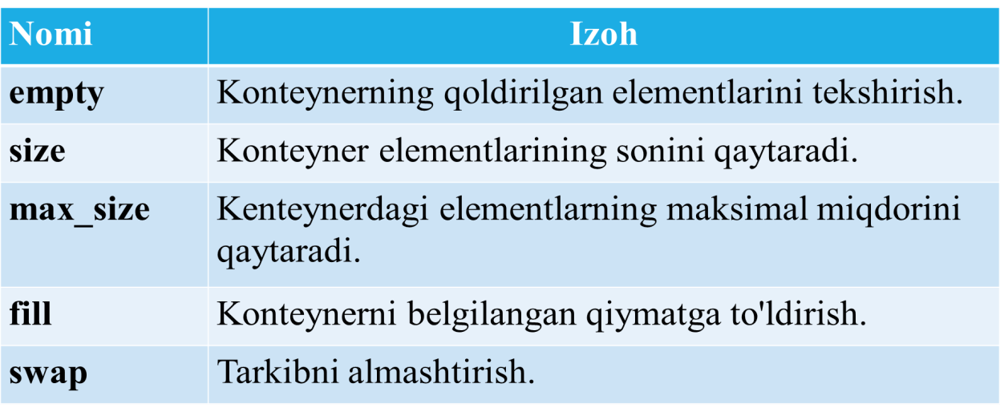 Nomi Izoh
empty Konteynerning qoldirilgan elementlarini tekshirish.
size Konteyner elementlarining sonini qaytaradi.
max_size Kenteynerdagi elementlarning maksimal miqdorini
qaytaradi.
fill Konteynerni belgilangan qiymatga to'ldirish.
swap Tarkibni almashtirish.